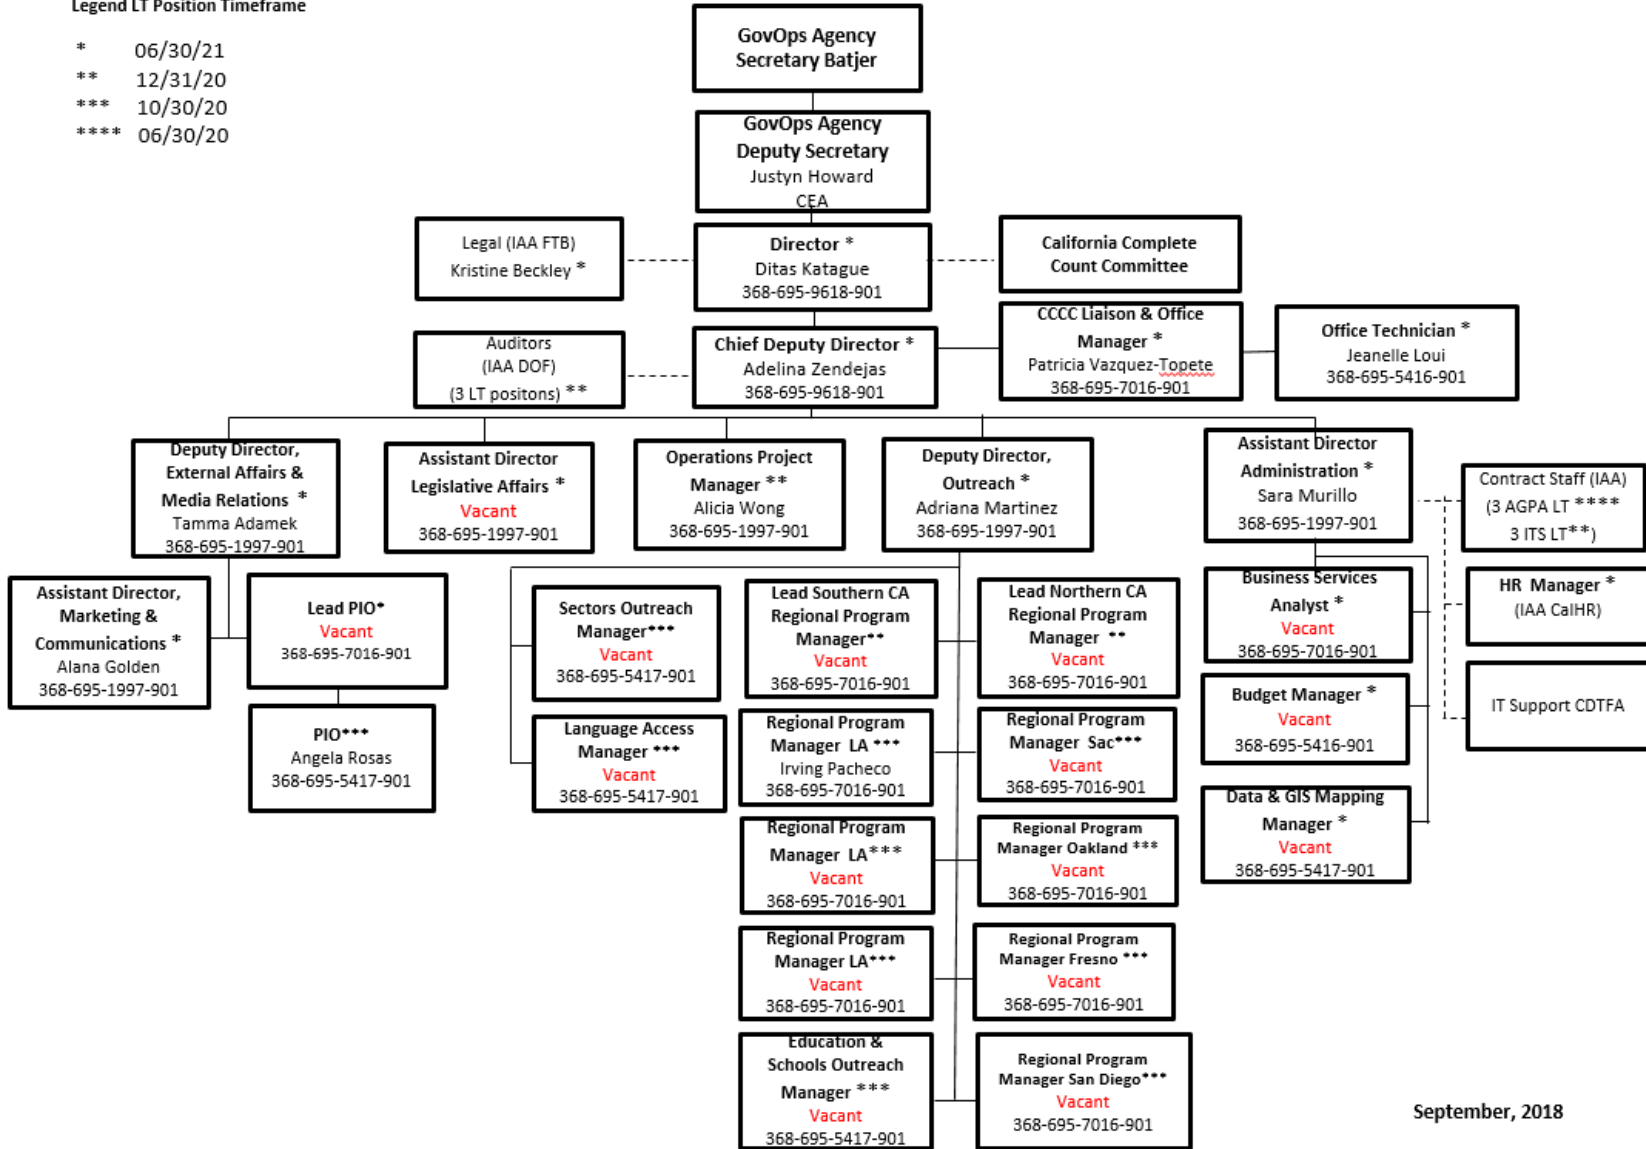 Legend LT Position Timeframe
* 06/30/21
** 12/31/20
*** 10/30/20
**** 06/30/20
GovOps Agency
Secretary Batjer
GovOps Agency
Deputy Secretary
Justyn Howard
CEA
Legal (IAA FTB)
Kristine Beckley *
Director *
Ditas Katague
368-695-9618-901
California Complete
Count Committee
Auditors
(IAA DOF)
(3 LT positons) **
Chief Deputy Director *
Adelina Zendejas
368-695-9618-901
CCCC Liaison & Office
Manager *
Patricia Vazquez-Topete
368-695-7016-901
Office Technician *
Jeanelle Loui
368-695-5416-901
Deputy Director,
External Affairs &
Media Relations *
Tamma Adamek
368-695-1997-901
Assistant Director
Legislative Affairs *
Vacant
368-695-1997-901
Operations Project
Manager **
Alicia Wong
368-695-1997-901
Deputy Director,
Outreach *
Adriana Martinez
368-695-1997-901
Assistant Director
Administration *
Sara Murillo
368-695-1997-901
Contract Staff (IAA)
(3 AGPA LT ****
3 ITS LT**)
Assistant Director,
Marketing &
Communications *
Alana Golden
368-695-1997-901
Lead PIO*
Vacant
368-695-7016-901
PIO***
Angela Rosas
368-695-5417-901
Sectors Outreach
Manager***
Vacant
368-695-5417-901
Language Access
Manager ***
Vacant
368-695-5417-901
Lead Southern CA
Regional Program
Manager**
Vacant
368-695-7016-901
Lead Northern CA
Regional Program
Manager **
Vacant
368-695-7016-901
Regional Program
Manager LA ***
Irving Pacheco
368-695-7016-901
Regional Program
Manager Sac***
Vacant
368-695-7016-901
Regional Program
Manager LA***
Vacant
368-695-7016-901
Regional Program
Manager Oakland ***
Vacant
368-695-7016-901
Regional Program
Manager LA***
Vacant
368-695-7016-901
Regional Program
Manager Fresno ***
Vacant
368-695-7016-901
Education &
Schools Outreach
Manager ***
Vacant
368-695-5417-901
Regional Program
Manager San Diego***
Vacant
368-695-7016-901
Business Services
Analyst *
Vacant
368-695-7016-901
Budget Manager *
Vacant
368-695-5416-901
Data & GIS Mapping
Manager *
Vacant
368-695-5417-901
HR Manager *
(IAA CalHR)
IT Support CDTFA
September, 2018